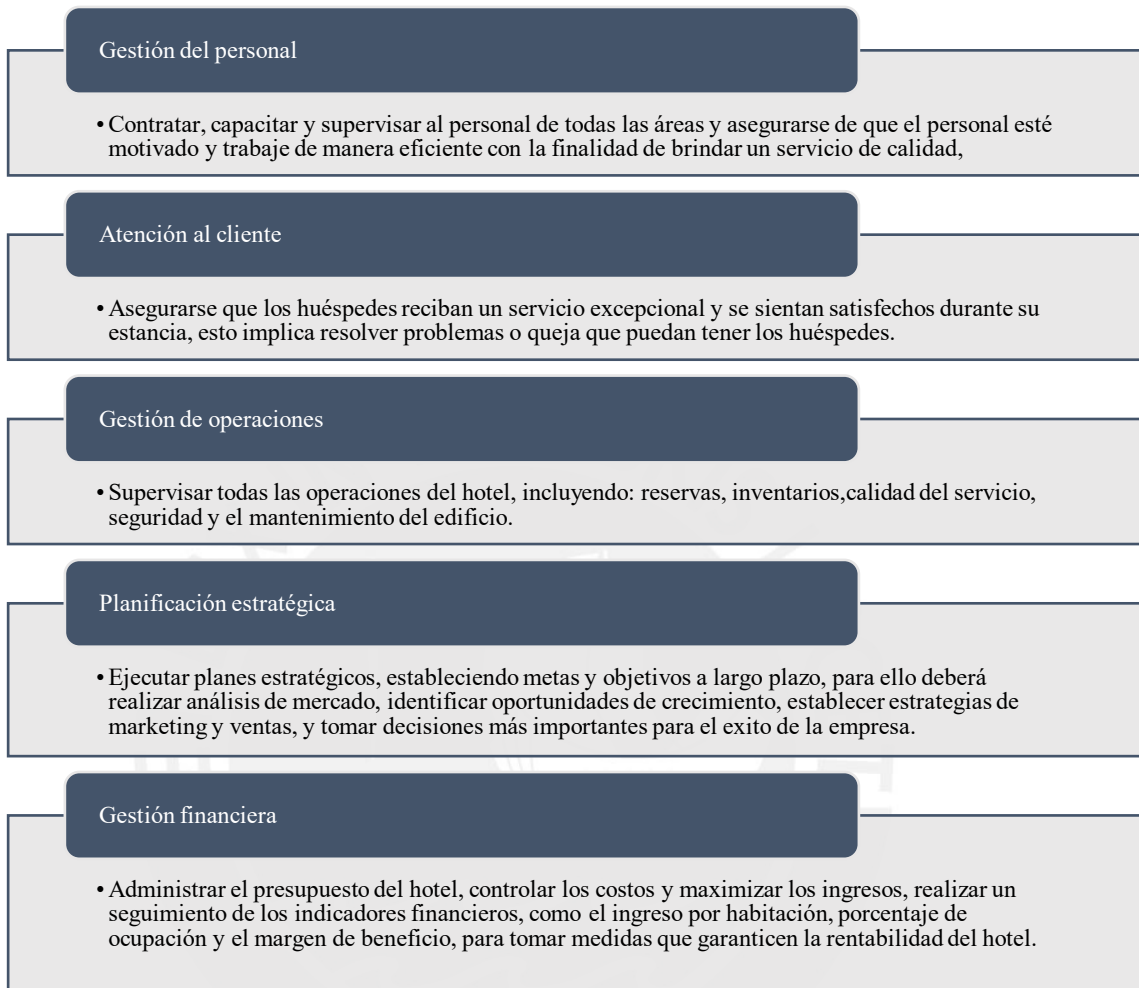 Gestión del personal
• Contratar, capacitar y supervisar al personal de todas las áreas y asegurarse de que el personal esté
motivado y trabaje de manera eficiente con la finalidad de brindar un servicio de calidad,
Atención al cliente
• Asegurarse que los huéspedes reciban un servicio excepcional y se sientan satisfechos durante su
estancia, esto implica resolver problemas o queja que puedan tener los huéspedes.
Gestión de operaciones
• Supervisar todas las operaciones del hotel, incluyendo: reservas, inventarios,calidad del servicio,
seguridad y el mantenimiento del edificio.
Planificación estratégica
• Ejecutar planes estratégicos, estableciendo metas y objetivos a largo plazo, para ello deberá
realizar análisis de mercado, identificar oportunidades de crecimiento, establecer estrategias de
marketing y ventas, y tomar decisiones más importantes para el exito de la empresa.
Gestión financiera
• Administrar el presupuesto del hotel, controlar los costos y maximizar los ingresos, realizar un
seguimiento de los indicadores financieros, como el ingreso por habitación, porcentaje de
ocupación y el margen de beneficio, para tomar medidas que garanticen la rentabilidad del hotel.